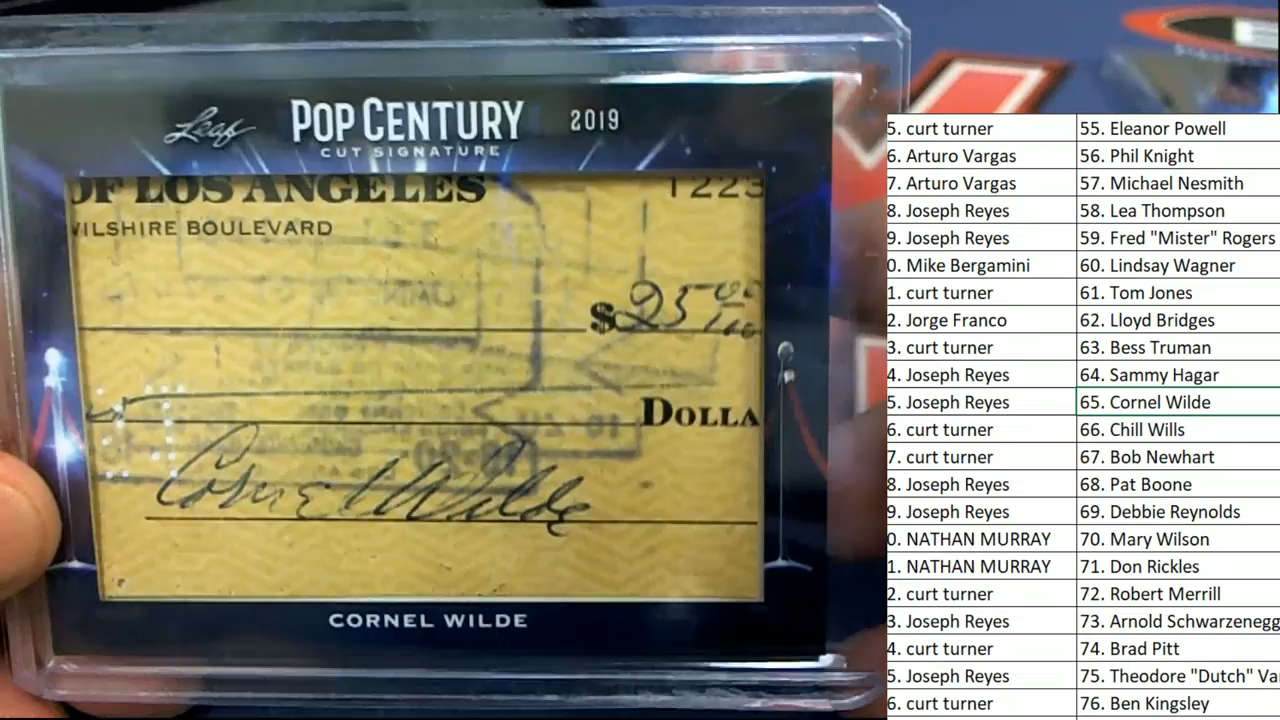 Leaf POP CENTURY 2019
CUT SIGNATURE
OF LOS ANGELES 1223
WILSHIRE BOULEVARD
$25 00/100
DOLLA
Cornel Wilde
CORNEL WILDE
5. curt turner 55. Eleanor Powell
6. Arturo Vargas 56. Phil Knight
7. Arturo Vargas 57. Michael Nesmith
8. Joseph Reyes 58. Lea Thompson
9. Joseph Reyes 59. Fred "Mister" Rogers
0. Mike Bergamini 60. Lindsay Wagner
1. curt turner 61. Tom Jones
2. Jorge Franco 62. Lloyd Bridges
3. curt turner 63. Bess Truman
4. Joseph Reyes 64. Sammy Hagar
5. Joseph Reyes 65. Cornel Wilde
6. curt turner 66. Chill Wills
7. curt turner 67. Bob Newhart
8. Joseph Reyes 68. Pat Boone
9. Joseph Reyes 69. Debbie Reynolds
0. NATHAN MURRAY 70. Mary Wilson
1. NATHAN MURRAY 71. Don Rickles
2. curt turner 72. Robert Merrill
3. Joseph Reyes 73. Arnold Schwarzenegg
4. curt turner 74. Brad Pitt
5. Joseph Reyes 75. Theodore "Dutch" Va
6. curt turner 76. Ben Kingsley